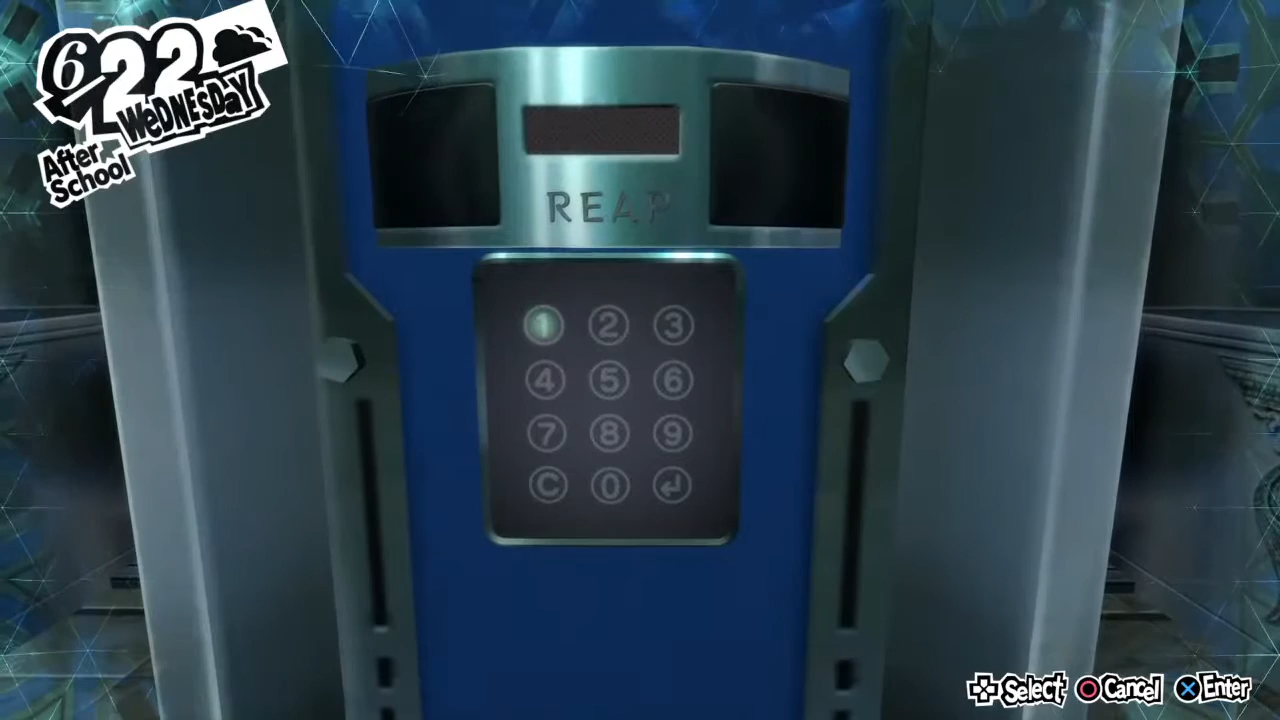 6/22
WeDNESDaY
After
School
REAP
1 2 3
4 5 6
7 8 9
C 0 ↵
Select Cancel Enter